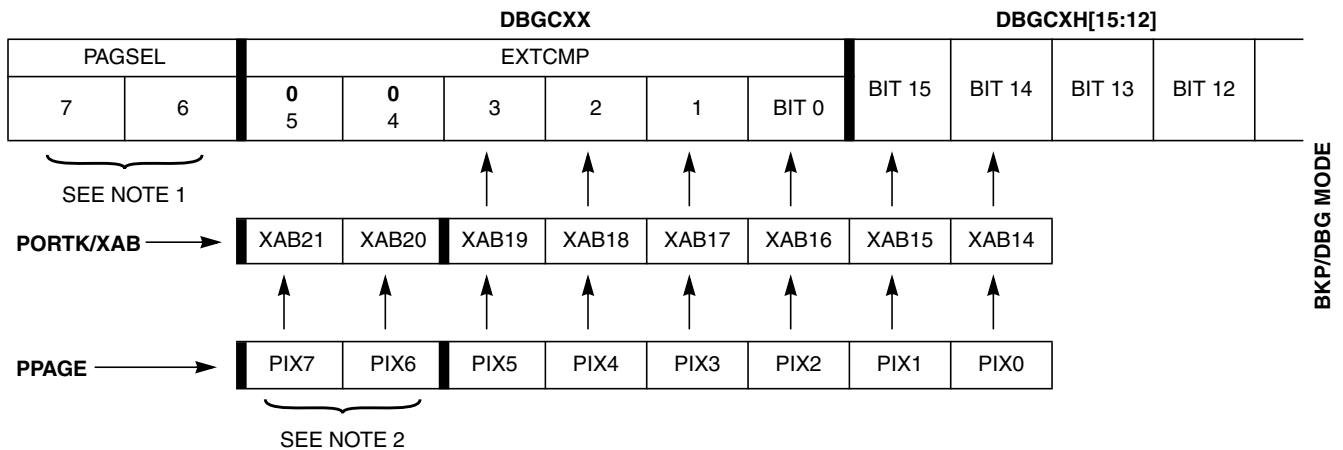 DBGCXX DBGCXH[15:12]
PAGSEL EXTCMP
7 6 0 5 0 4 3 2 1 BIT 0 BIT 15 BIT 14 BIT 13 BIT 12
SEE NOTE 1
PORTK/XAB XAB21 XAB20 XAB19 XAB18 XAB17 XAB16 XAB15 XAB14
PPAGE PIX7 PIX6 PIX5 PIX4 PIX3 PIX2 PIX1 PIX0
SEE NOTE 2
BKP/DBG MODE